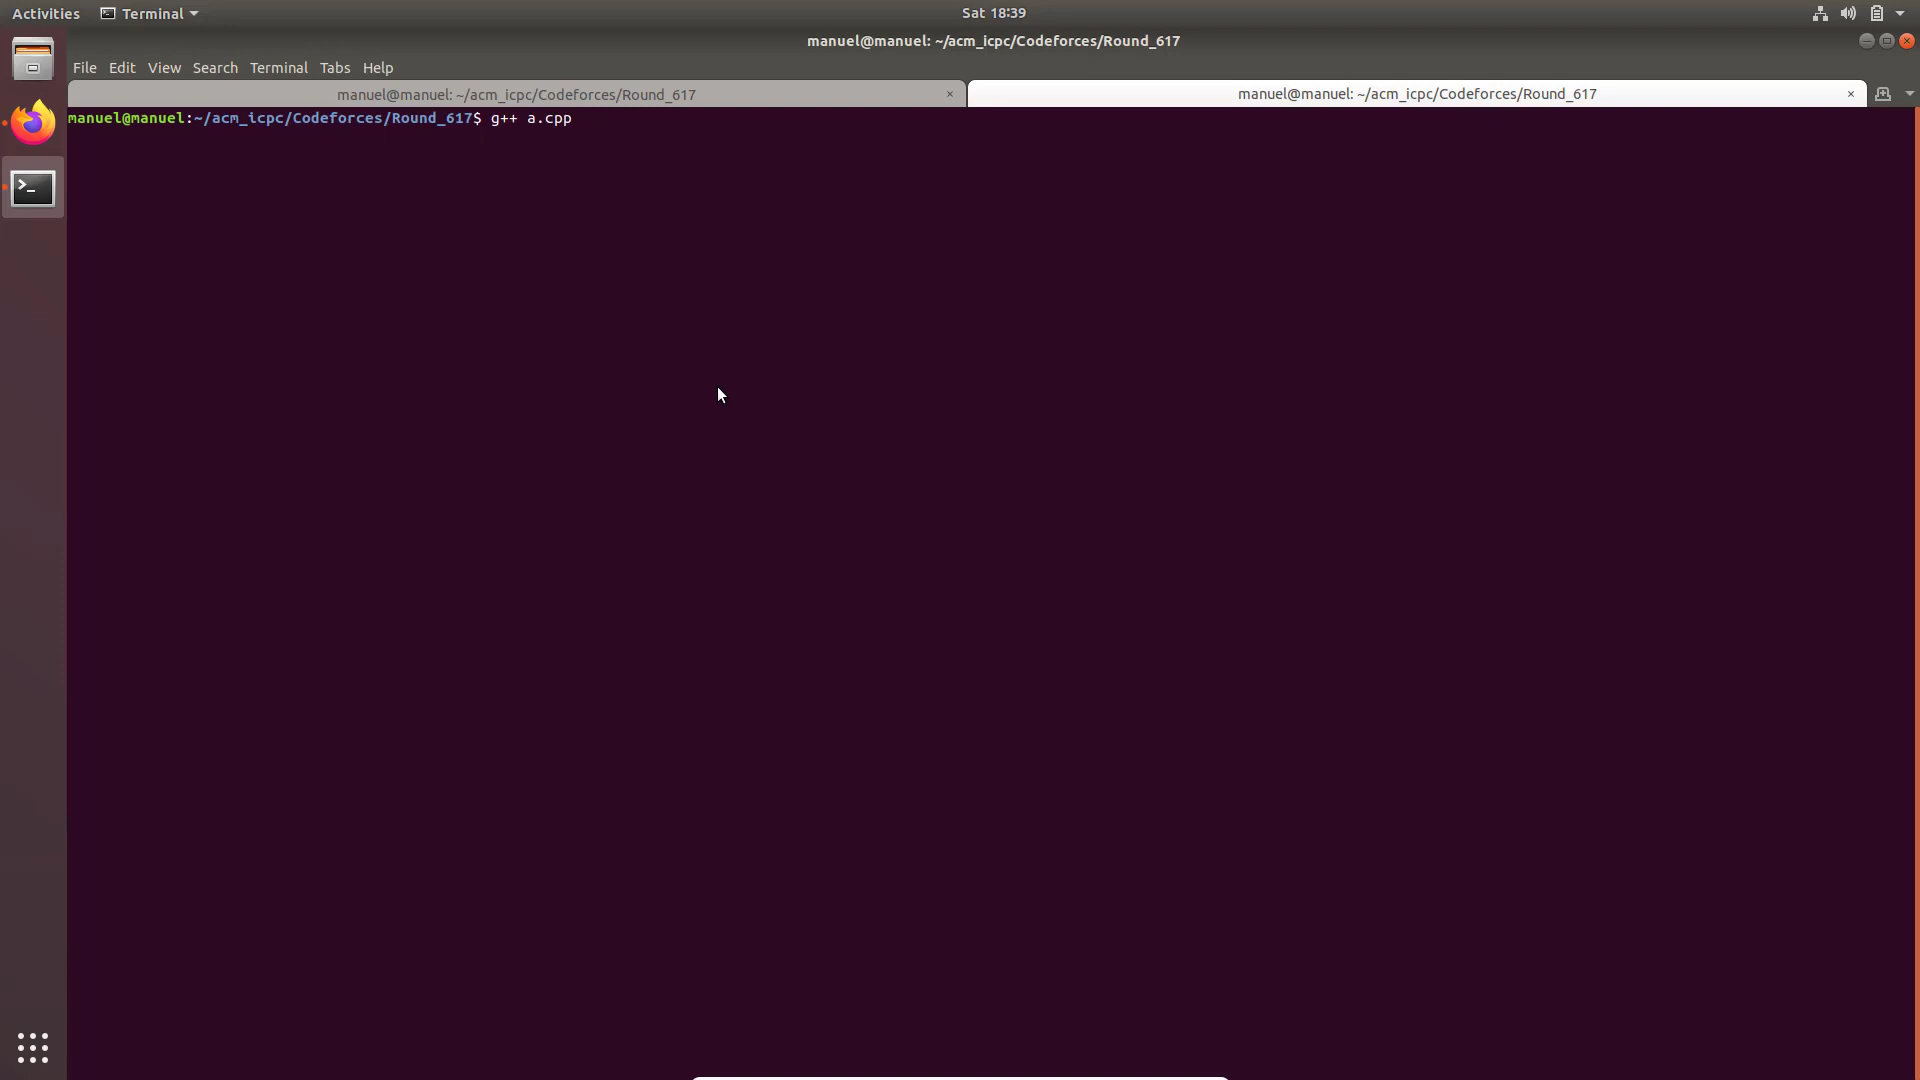 Activities Terminal Sat 18:39
manuel@manuel: ~/acm_icpc/Codeforces/Round_617
File Edit View Search Terminal Tabs Help
manuel@manuel: ~/acm_icpc/Codeforces/Round_617 × manuel@manuel: ~/acm_icpc/Codeforces/Round_617 ×
manuel@manuel:~/acm_icpc/Codeforces/Round_617$ g++ a.cpp